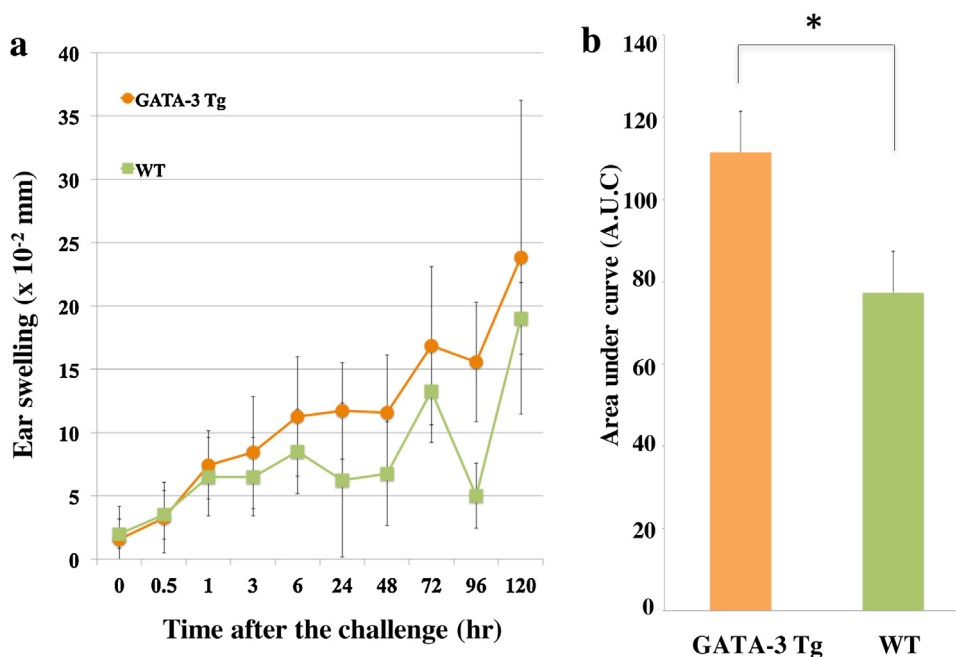 a
Ear swelling (x 10⁻² mm)
40
35
30
25
20
15
10
5
0
GATA-3 Tg
WT
0 0.5 1 3 6 24 48 72 96 120
Time after the challenge (hr)
b
Area under curve (A.U.C)
140
120
100
80
60
40
20
0
*
GATA-3 Tg WT